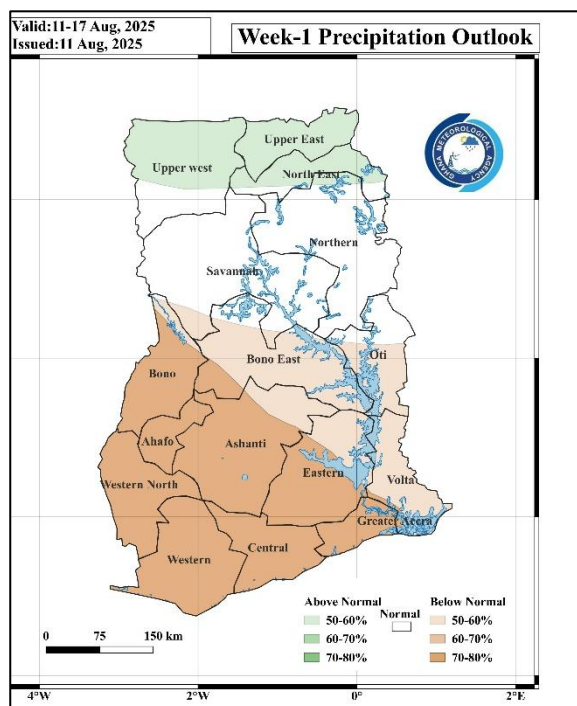 Valid:11-17 Aug, 2025
Issued:11 Aug, 2025
Week-1 Precipitation Outlook
GHANA METEOROLOGICAL AGENCY
Upper East
Upper west
North East
Northern
Savannah
Bono East
Oti
Bono
Ahafo
Ashanti
Eastern
Volta
Western North
Greater Accra
Central
Western
Above Normal
Normal
Below Normal
50-60%
50-60%
60-70%
60-70%
70-80%
70-80%
0 75 150 km
4°W 2°W 0° 2°E